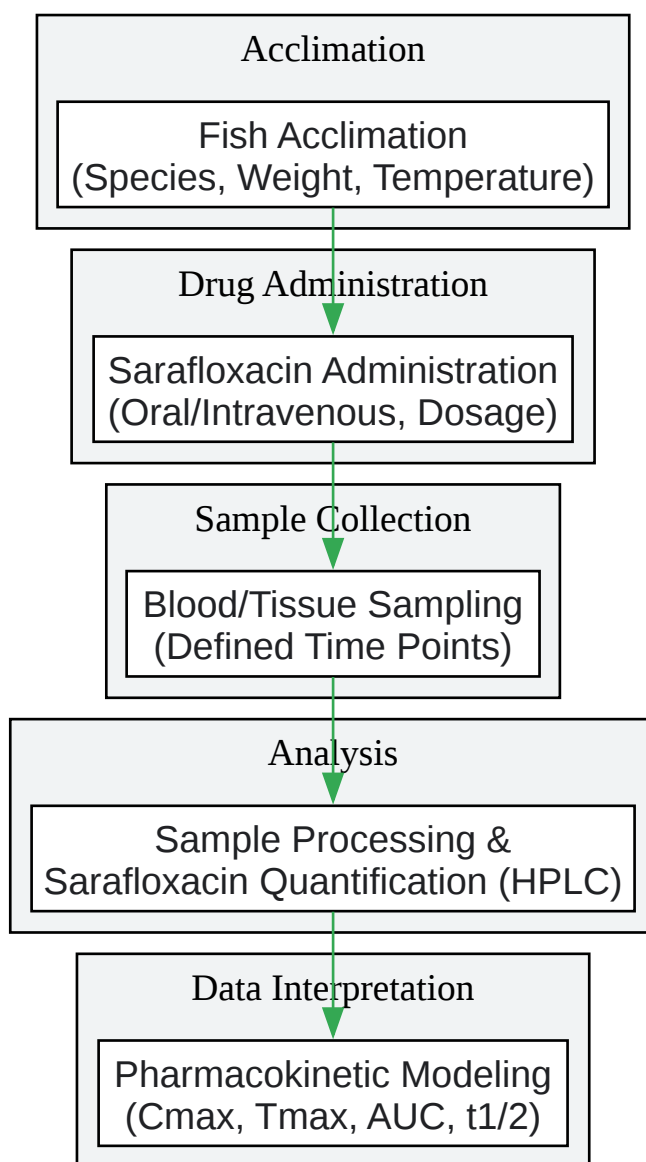 Acclimation
Fish Acclimation
(Species, Weight, Temperature)
Drug Administration
Sarafloxacin Administration
(Oral/Intravenous, Dosage)
Sample Collection
Blood/Tissue Sampling
(Defined Time Points)
Analysis
Sample Processing &
Sarafloxacin Quantification (HPLC)
Data Interpretation
Pharmacokinetic Modeling
(Cmax, Tmax, AUC, t1/2)